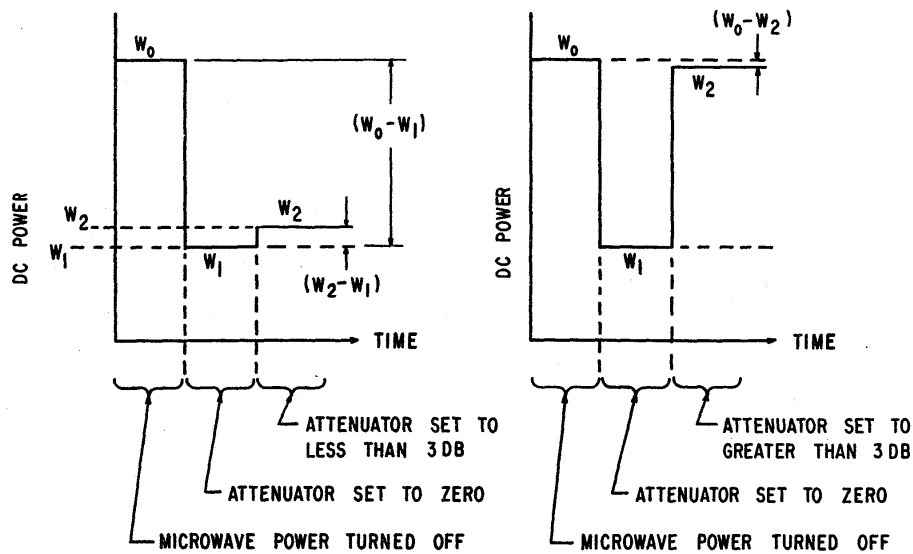 W₀
(W₀-W₁)
W₂
W₂
W₁
W₁
(W₂-W₁)
DC POWER
TIME
ATTENUATOR SET TO
LESS THAN 3 DB
ATTENUATOR SET TO ZERO
MICROWAVE POWER TURNED OFF
(W₀-W₂)
W₀
W₂
W₁
DC POWER
TIME
ATTENUATOR SET TO
GREATER THAN 3 DB
ATTENUATOR SET TO ZERO
MICROWAVE POWER TURNED OFF